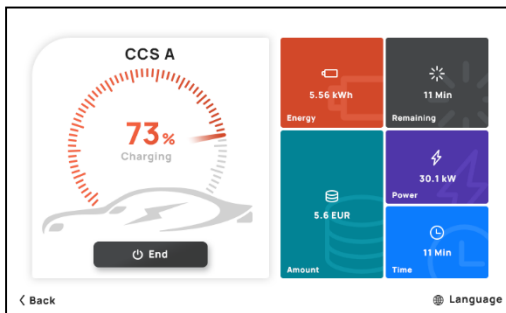 CCS A
73%
Charging
End
5.56 kWh
Energy
11 Min
Remaining
5.6 EUR
Amount
30.1 kW
Power
11 Min
Time
Back
Language